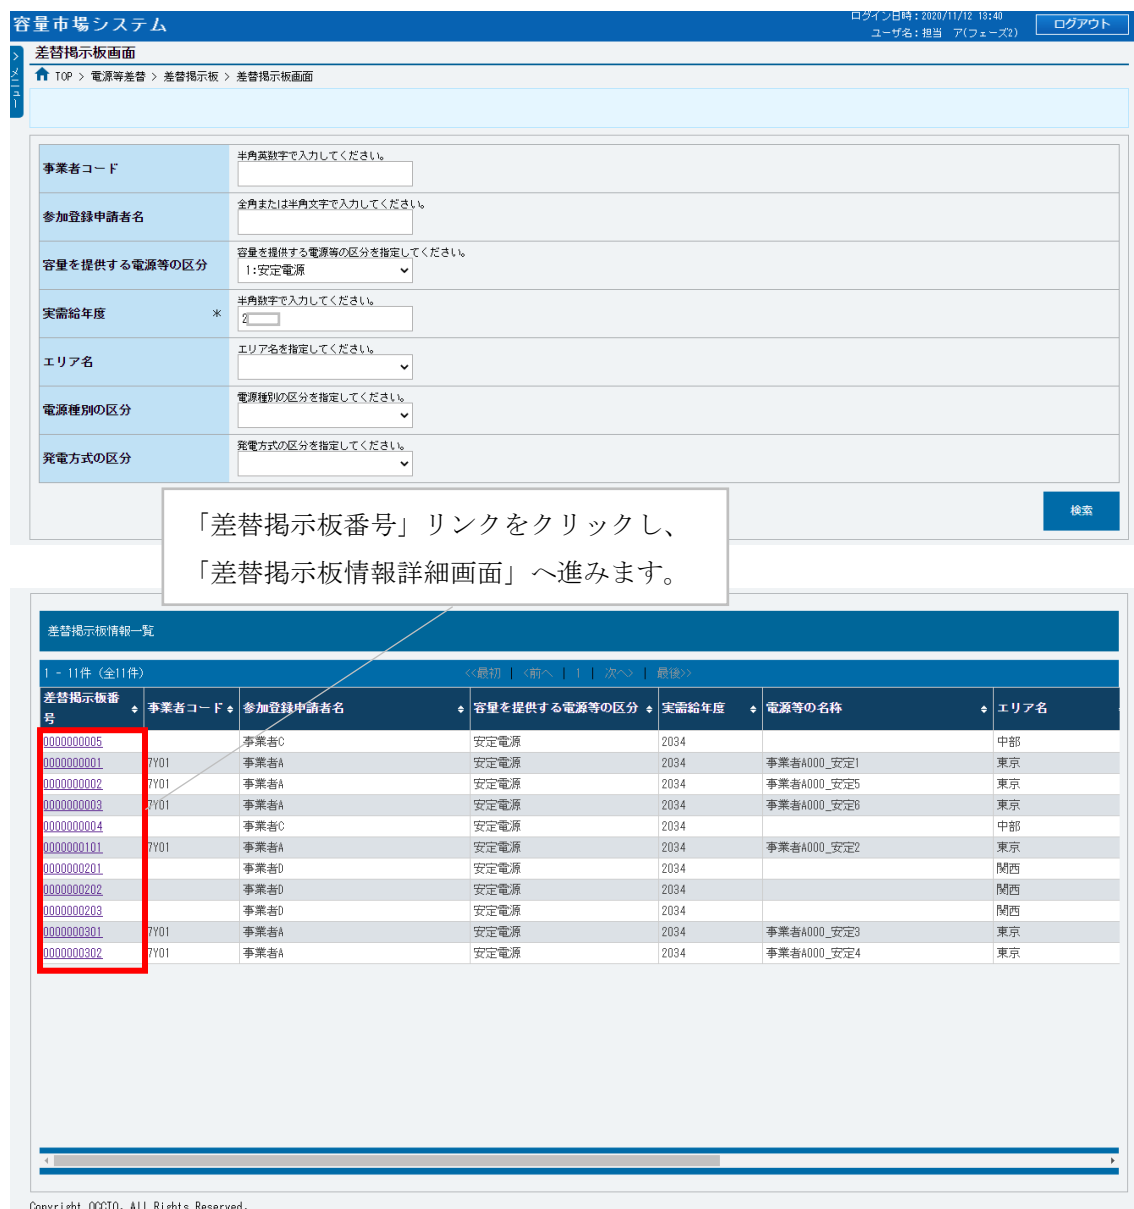 容量市場システム
ログイン日時：2020/11/12 13:40
ユーザ名：担当　ア(フェーズ2)
ログアウト
＞ メニュー
差替掲示板画面
TOP ＞ 電源等差替 ＞ 差替掲示板 ＞ 差替掲示板画面
事業者コード
半角英数字で入力してください。
参加登録申請者名
全角または半角文字で入力してください。
容量を提供する電源等の区分
容量を提供する電源等の区分を指定してください。
1:安定電源
実需給年度 ＊
半角数字で入力してください。
2
エリア名
エリア名を指定してください。
電源種別の区分
電源種別の区分を指定してください。
発電方式の区分
発電方式の区分を指定してください。
検索
「差替掲示板番号」リンクをクリックし、
「差替掲示板情報詳細画面」へ進みます。
差替掲示板情報一覧
1 - 11件 (全11件) <<最初 | <前へ | 1 | 次へ> | 最後>>
差替掲示板番号 事業者コード 参加登録申請者名 容量を提供する電源等の区分 実需給年度 電源等の名称 エリア名
0000000005 事業者C 安定電源 2034 中部
0000000001 7Y01 事業者A 安定電源 2034 事業者A000_安定1 東京
0000000002 7Y01 事業者A 安定電源 2034 事業者A000_安定5 東京
0000000003 7Y01 事業者A 安定電源 2034 事業者A000_安定6 東京
0000000004 事業者C 安定電源 2034 中部
0000000101 7Y01 事業者A 安定電源 2034 事業者A000_安定2 東京
0000000201 事業者D 安定電源 2034 関西
0000000202 事業者D 安定電源 2034 関西
0000000203 事業者D 安定電源 2034 関西
0000000301 7Y01 事業者A 安定電源 2034 事業者A000_安定3 東京
0000000302 7Y01 事業者A 安定電源 2034 事業者A000_安定4 東京
Copyright OCCTO. All Rights Reserved.